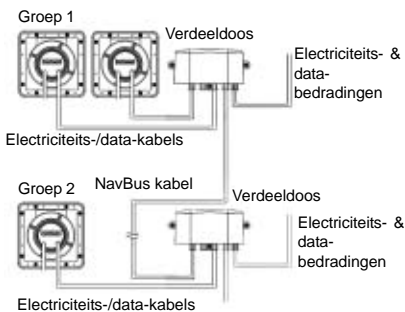 Groep 1
Verdeeldoos
Electriciteits- &
data-
bedradingen
Electriciteits-/data-kabels
Groep 2
NavBus kabel
Verdeeldoos
Electriciteits- &
data-
bedradingen
Electriciteits-/data-kabels